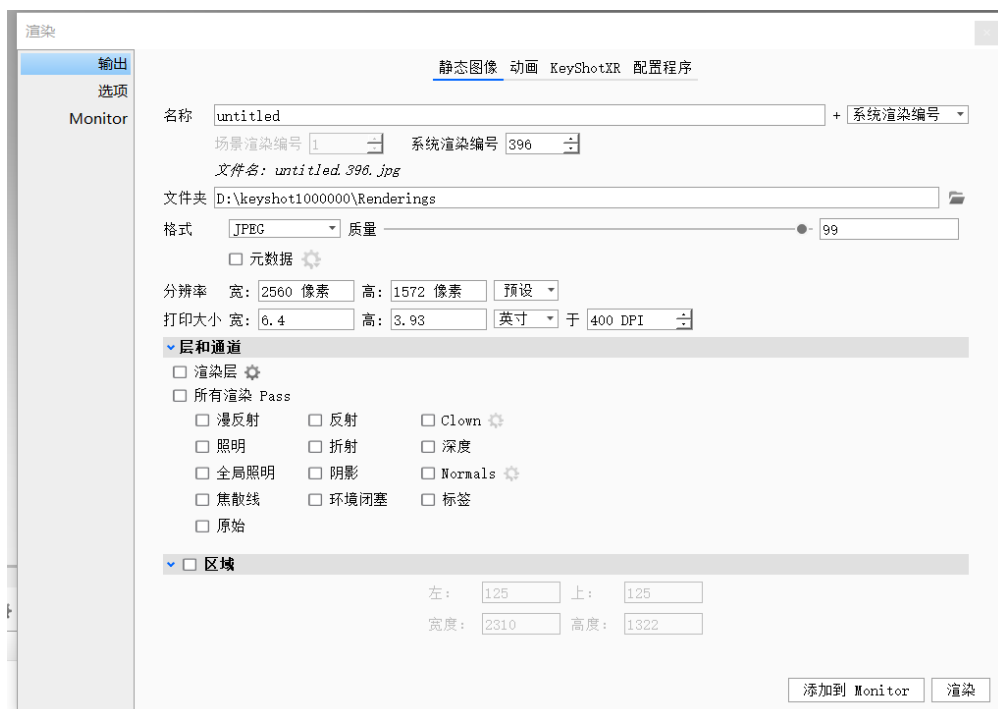 渲染
输出
选项
Monitor
静态图像 动画 KeyShotXR 配置程序
名称 untitled + 系统渲染编号
场景渲染编号 1 系统渲染编号 396
文件名: untitled.396.jpg
文件夹 D:\keyshot1000000\Renderings
格式 JPEG 质量 99
元数据
分辨率 宽: 2560 像素 高: 1572 像素 预设
打印大小 宽: 6.4 高: 3.93 英寸 于 400 DPI
层和通道
渲染层
所有渲染 Pass
漫反射 反射 Clown
照明 折射 深度
全局照明 阴影 Normals
焦散线 环境闭塞 标签
原始
区域
左: 125 上: 125
宽度: 2310 高度: 1322
添加到 Monitor 渲染